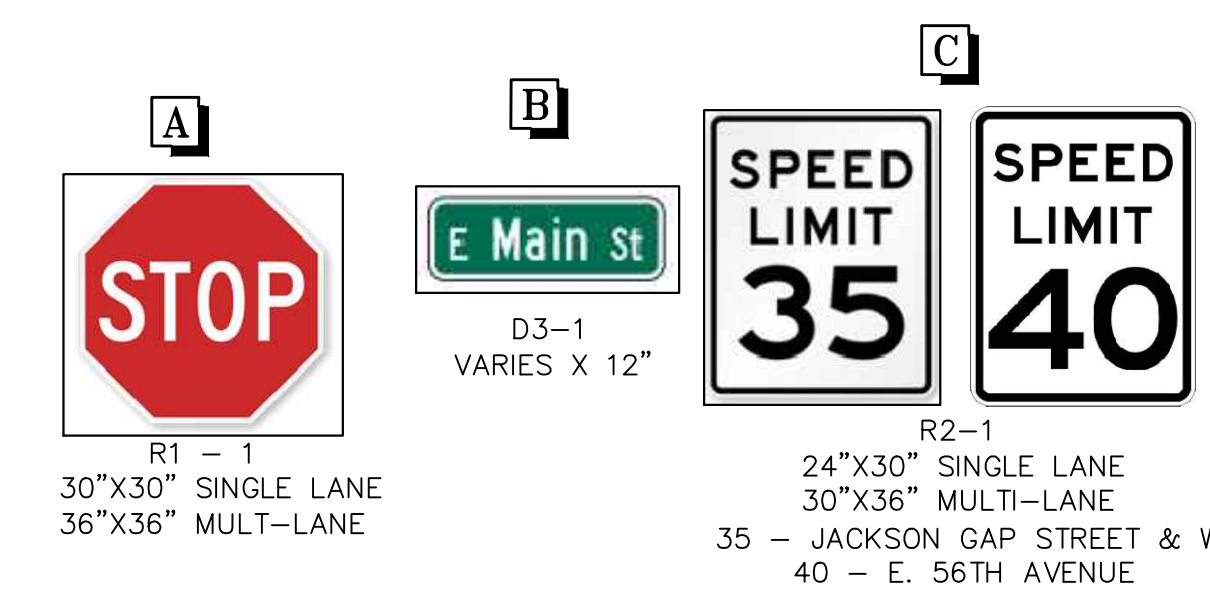 A
STOP
R1 – 1
30"X30" SINGLE LANE
36"X36" MULT–LANE
B
E Main St
D3–1
VARIES X 12"
C
SPEED
LIMIT
35
SPEED
LIMIT
40
R2–1
24"X30" SINGLE LANE
30"X36" MULTI–LANE
35 – JACKSON GAP STREET &
40 – E. 56TH AVENUE